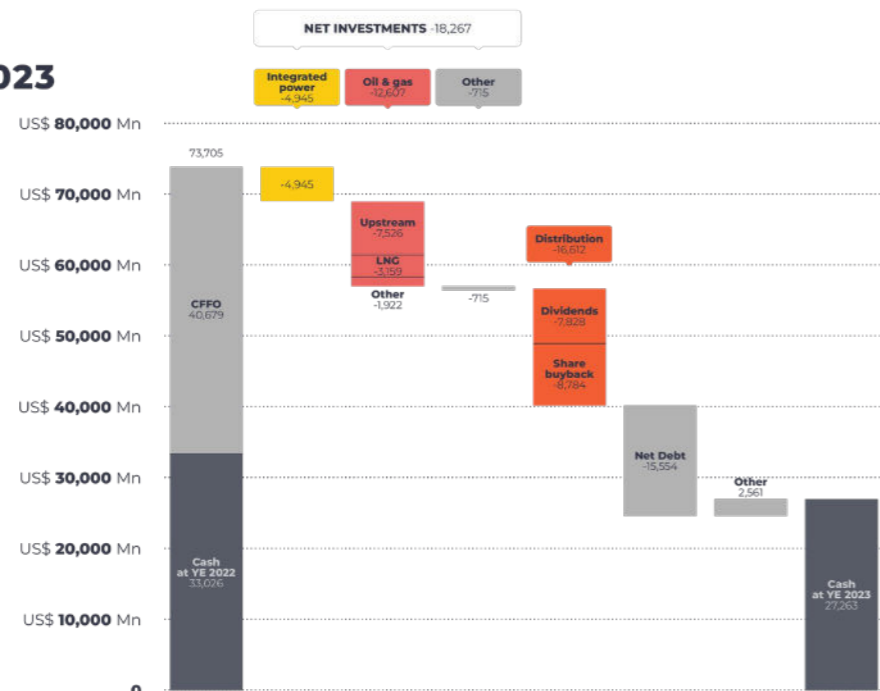 NET INVESTMENTS -18,267
023
Integrated
power
-4,945
Oil & gas
-12,607
Other
-715
US$ 80,000 Mn
73,705
US$ 70,000 Mn
-4,945
Upstream
-7,526
Distribution
-16,612
US$ 60,000 Mn
LNG
-3,159
Other
-1,922
-715
CFFO
40,679
Dividends
-7,828
US$ 50,000 Mn
Share
buyback
-8,784
US$ 40,000 Mn
Net Debt
-15,554
US$ 30,000 Mn
Other
2,561
US$ 20,000 Mn
Cash
at YE 2022
33,026
Cash
at YE 2023
27,263
US$ 10,000 Mn
0